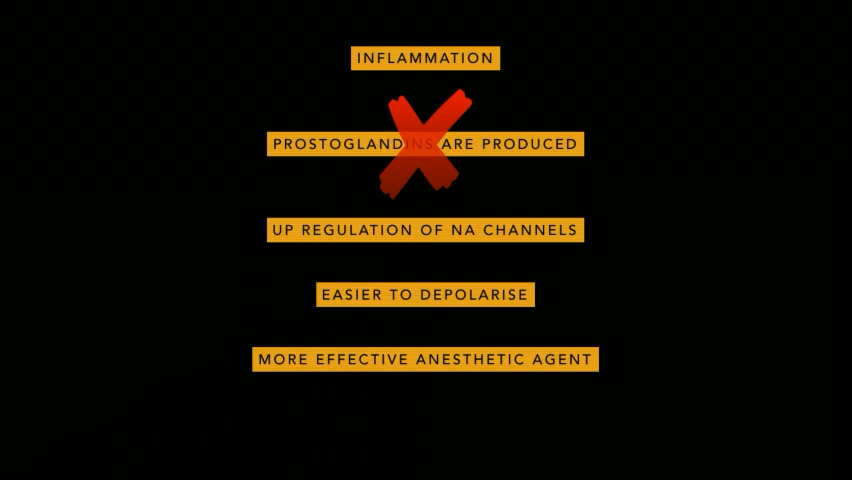 INFLAMMATION
PROSTOGLANDINS ARE PRODUCED
UP REGULATION OF NA CHANNELS
EASIER TO DEPOLARISE
MORE EFFECTIVE ANESTHETIC AGENT